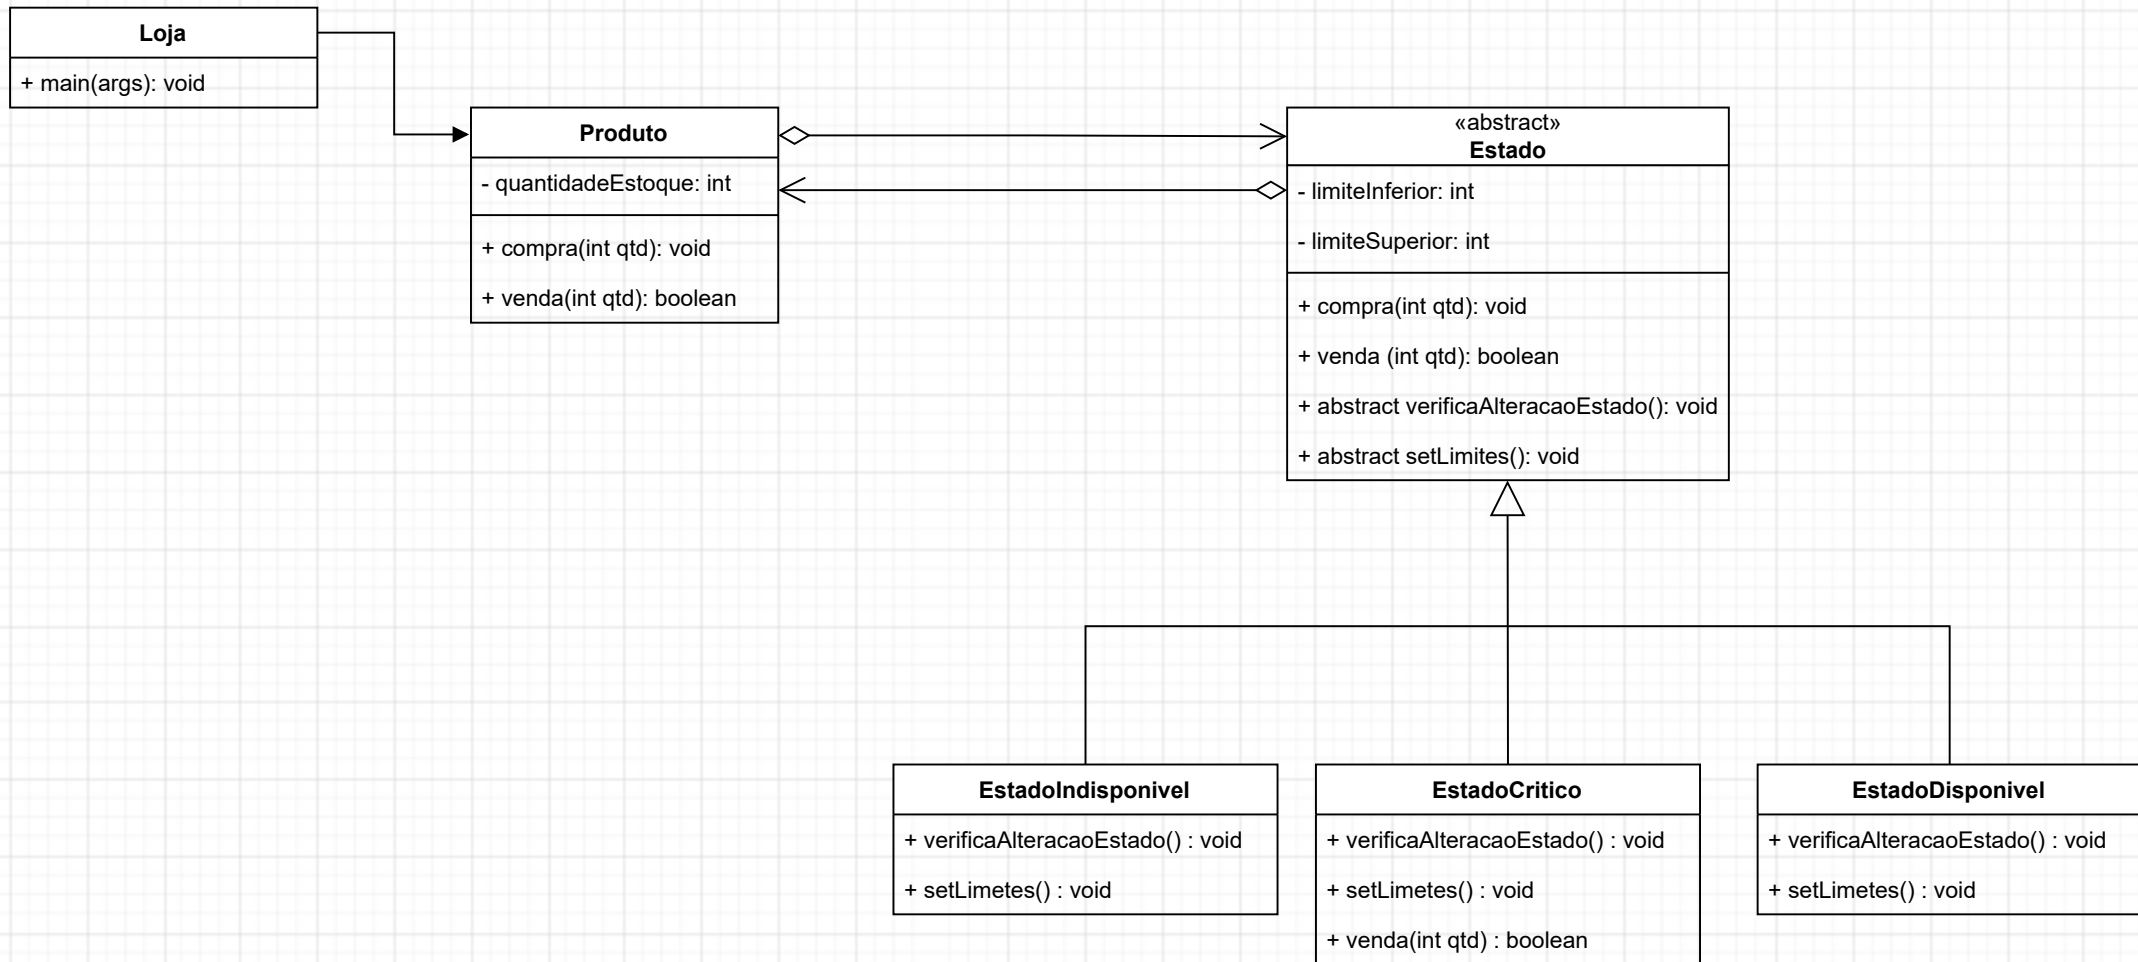 Loja
+ main(args): void
Produto
- quantidadeEstoque: int
+ compra(int qtd): void
+ venda(int qtd): boolean
«abstract»
Estado
- limiteInferior: int
- limiteSuperior: int
+ compra(int qtd): void
+ venda (int qtd): boolean
+ abstract verificaAlteracaoEstado(): void
+ abstract setLimites(): void
EstadoIndisponivel
+ verificaAlteracaoEstado() : void
+ setLimetes() : void
EstadoCritico
+ verificaAlteracaoEstado() : void
+ setLimetes() : void
+ venda(int qtd) : boolean
EstadoDisponivel
+ verificaAlteracaoEstado() : void
+ setLimetes() : void